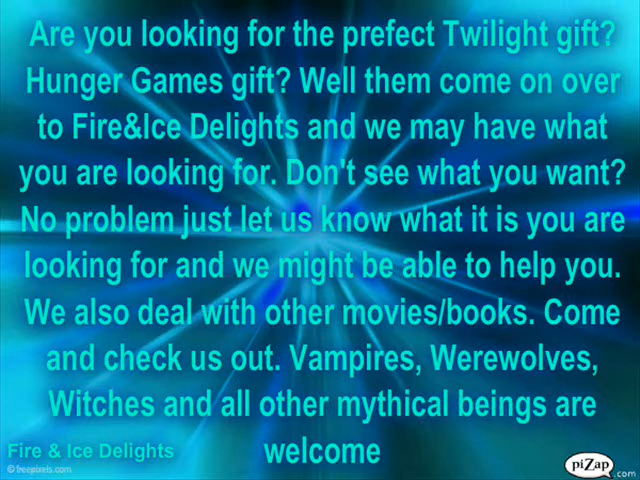 Are you looking for the prefect Twilight gift?
Hunger Games gift? Well them come on over
to Fire&Ice Delights and we may have what
you are looking for. Don't see what you want?
No problem just let us know what it is you are
looking for and we might be able to help you.
We also deal with other movies/books. Come
and check us out. Vampires, Werewolves,
Witches and all other mythical beings are
welcome
Fire & Ice Delights
© freepixels.com
piZap.com